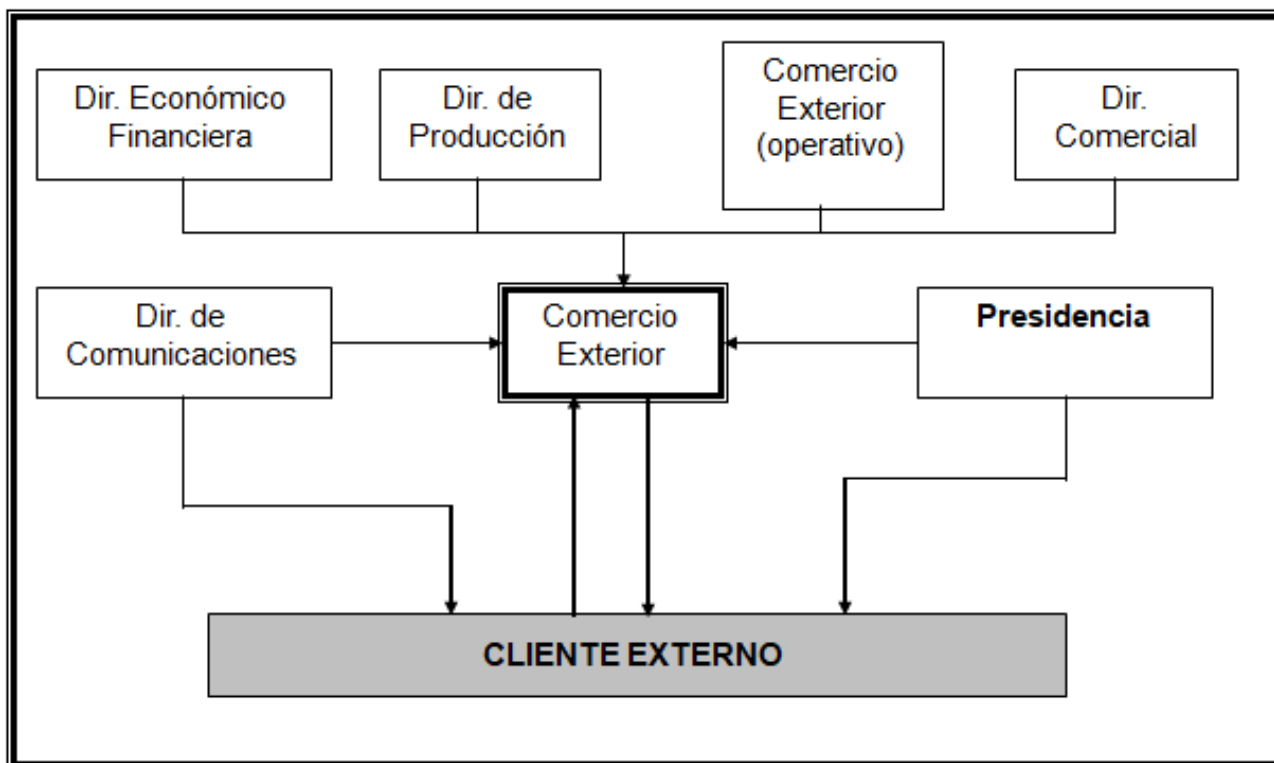 Dir. Económico
Financiera
Dir. de
Producción
Comercio
Exterior
(operativo)
Dir.
Comercial
Dir. de
Comunicaciones
Comercio
Exterior
Presidencia
CLIENTE EXTERNO